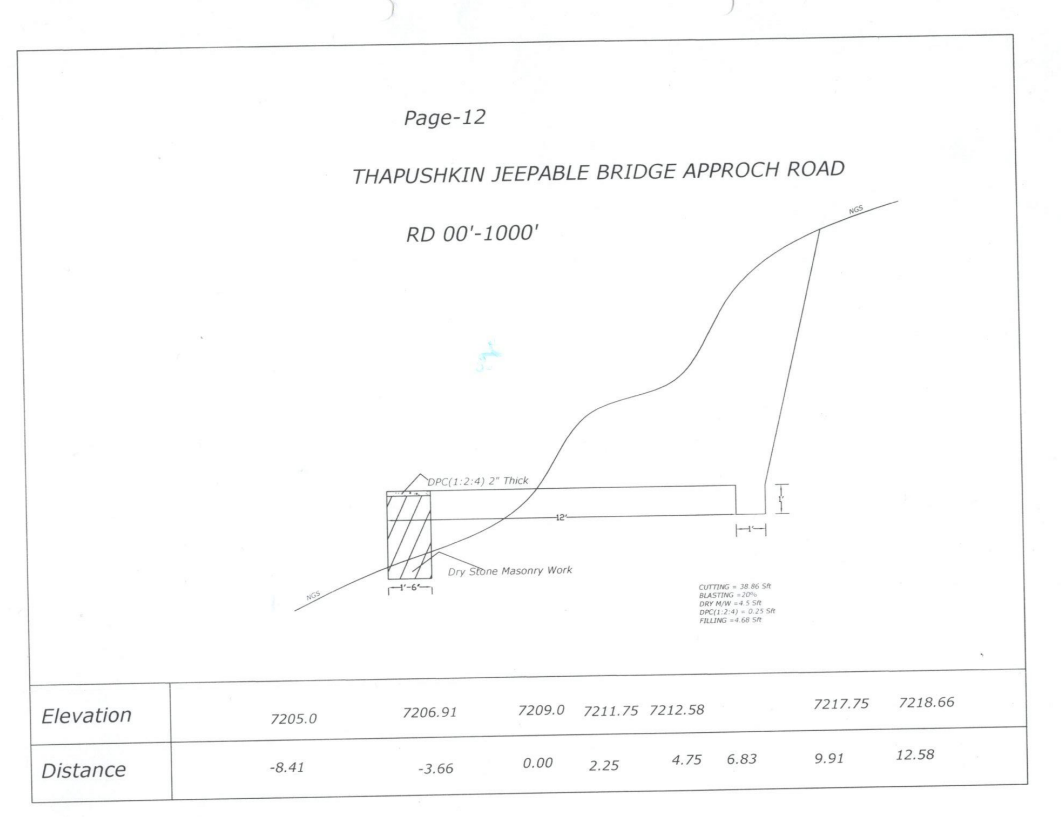 Page-12
THAPUSHKIN JEEPABLE BRIDGE APPROCH ROAD
RD 00'-1000'
NGS
DPC(1:2:4) 2" Thick
12'
1'
1'
Dry Stone Masonry Work
1'-6"
NGS
CUTTING = 38.86 Sft
BLASTING =20%
DRY M/W =4.5 Sft
DPC(1:2:4) = 0.25 Sft
FILLING =4.68 Sft
Elevation 7205.0 7206.91 7209.0 7211.75 7212.58 7217.75 7218.66
Distance -8.41 -3.66 0.00 2.25 4.75 6.83 9.91 12.58